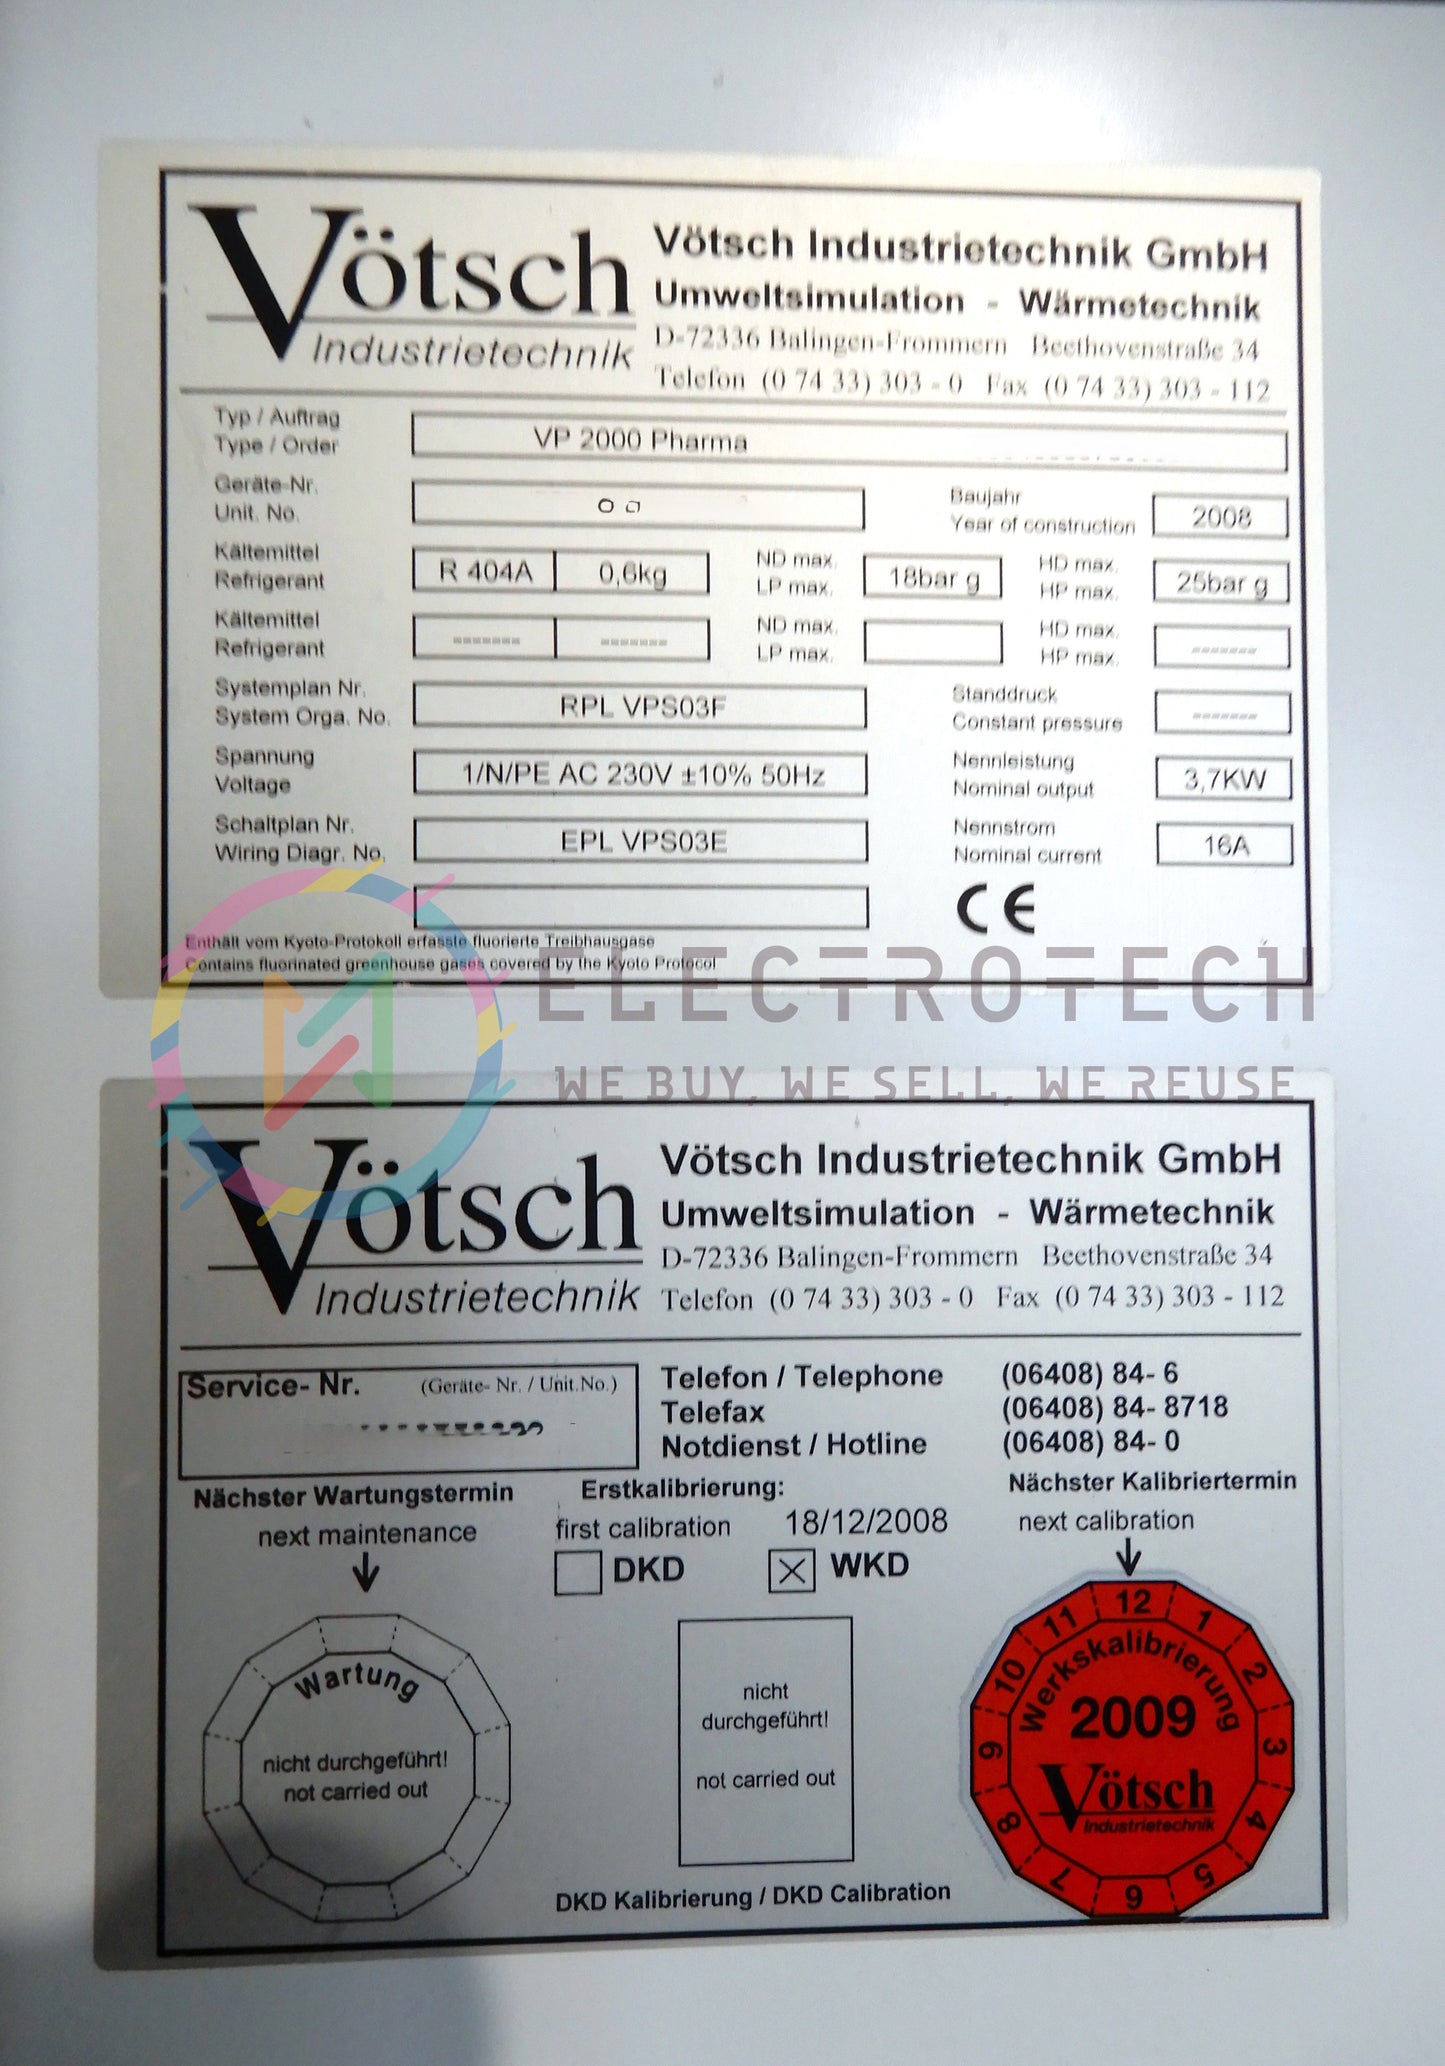 Vötsch
Industrietechnik
Vötsch Industrietechnik GmbH
Umweltsimulation - Wärmetechnik
D-72336 Balingen-Frommern Beethovenstraße 34
Telefon (0 74 33) 303 - 0 Fax (0 74 33) 303 - 112
Typ / Auftrag
Type / Order
VP 2000 Pharma
Geräte-Nr.
Unit. No.
Baujahr
Year of construction
2008
Kältemittel
Refrigerant
R 404A
0,6kg
ND max.
LP max.
18bar g
HD max.
HP max.
25bar g
Kältemittel
Refrigerant
-------
-------
ND max.
LP max.
HD max.
HP max.
-------
Systemplan Nr.
System Orga. No.
RPL VPS03F
Standdruck
Constant pressure
-------
Spannung
Voltage
1/N/PE AC 230V ±10% 50Hz
Nennleistung
Nominal output
3,7KW
Schaltplan Nr.
Wiring Diagr. No.
EPL VPS03E
Nennstrom
Nominal current
16A
CE
Enthält vom Kyoto-Protokoll erfasste fluorierte Treibhausgase
Contains fluorinated greenhouse gases covered by the Kyoto Protocol
ELECTROTECH
WE BUY, WE SELL, WE REUSE
Vötsch
Industrietechnik
Vötsch Industrietechnik GmbH
Umweltsimulation - Wärmetechnik
D-72336 Balingen-Frommern Beethovenstraße 34
Telefon (0 74 33) 303 - 0 Fax (0 74 33) 303 - 112
Service- Nr. (Geräte- Nr. / Unit.No.)
Telefon / Telephone (06408) 84- 6
Telefax (06408) 84- 8718
Notdienst / Hotline (06408) 84- 0
Nächster Wartungstermin
next maintenance
Erstkalibrierung:
first calibration 18/12/2008
DKD
WKD
Nächster Kalibriertermin
next calibration
Wartung
nicht durchgeführt!
not carried out
nicht
durchgeführt!
not carried out
DKD Kalibrierung / DKD Calibration
12 1 2 3 4 5 6 7 8 9 10 11
Werkskalibrierung
2009
Vötsch
Industrietechnik